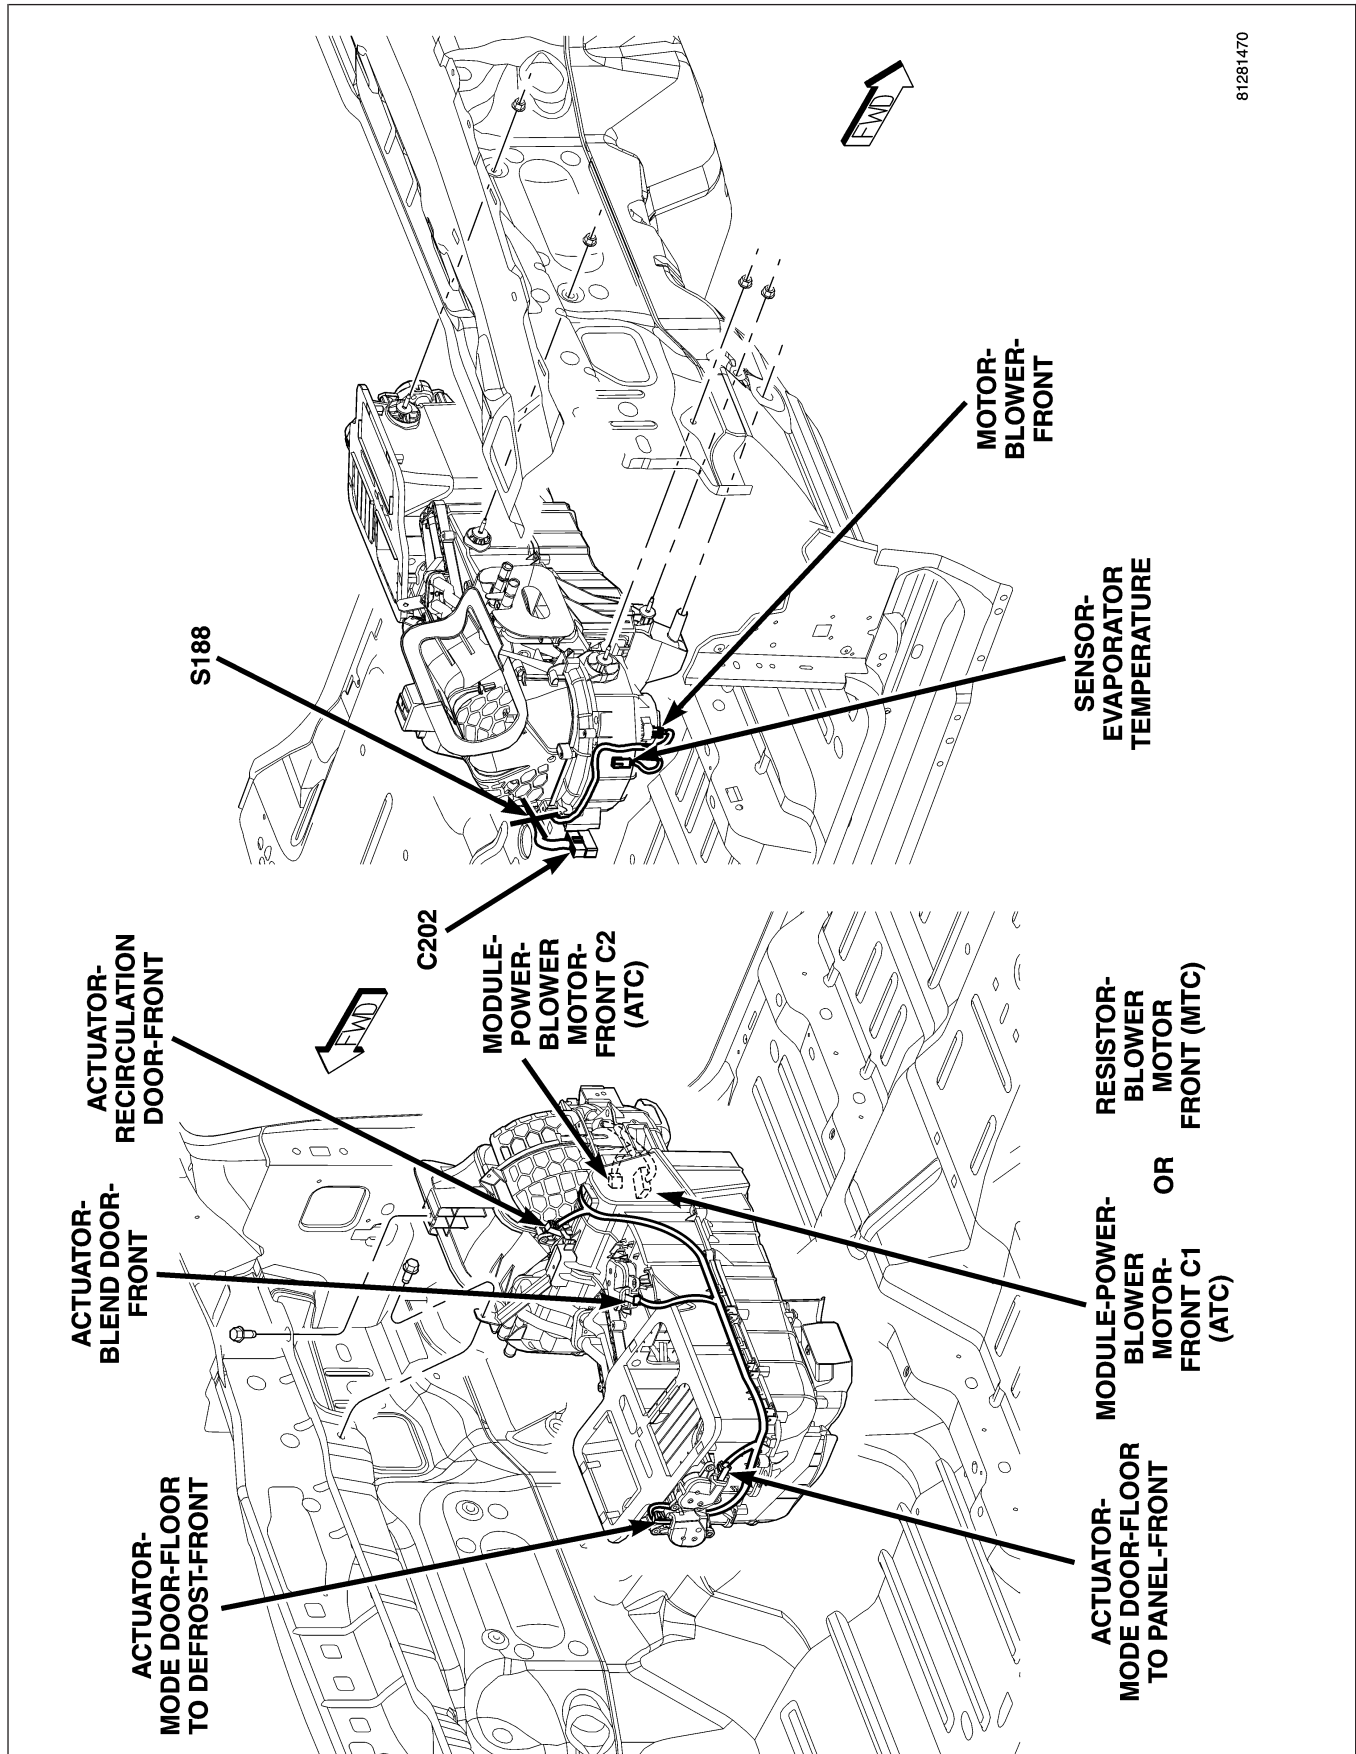 ACTUATOR-
MODE DOOR-FLOOR
TO DEFROST-FRONT
ACTUATOR-
BLEND DOOR-
FRONT
ACTUATOR-
RECIRCULATION
DOOR-FRONT
FWD
MODULE-
POWER-
BLOWER
MOTOR-
FRONT C2
(ATC)
ACTUATOR-
MODE DOOR-FLOOR
TO PANEL-FRONT
MODULE-POWER-
BLOWER
MOTOR-
FRONT C1
(ATC)
OR
RESISTOR-
BLOWER
MOTOR
FRONT (MTC)
C202
S188
SENSOR-
EVAPORATOR
TEMPERATURE
MOTOR-
BLOWER-
FRONT
FWD
81281470